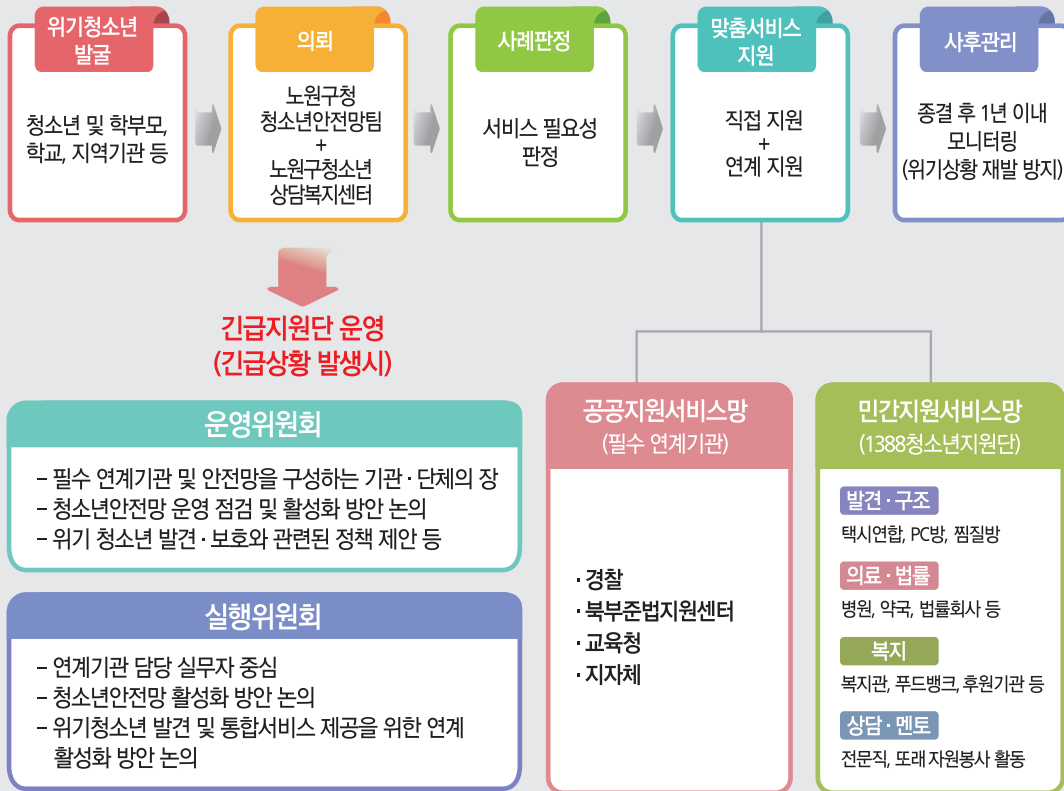 위기청소년
발굴
청소년 및 학부모,
학교, 지역기관 등
의뢰
노원구청
청소년안전망팀
+
노원구청소년
상담복지센터
사례판정
서비스 필요성
판정
맞춤서비스
지원
직접 지원
+
연계 지원
사후관리
종결 후 1년 이내
모니터링
(위기상황 재발 방지)
긴급지원단 운영
(긴급상황 발생시)
운영위원회
- 필수 연계기관 및 안전망을 구성하는 기관 · 단체의 장
- 청소년안전망 운영 점검 및 활성화 방안 논의
- 위기 청소년 발견 · 보호와 관련된 정책 제안 등
실행위원회
- 연계기관 담당 실무자 중심
- 청소년안전망 활성화 방안 논의
- 위기청소년 발견 및 통합서비스 제공을 위한 연계
활성화 방안 논의
공공지원서비스망
(필수 연계기관)
· 경찰
· 북부준법지원센터
· 교육청
· 지자체
민간지원서비스망
(1388청소년지원단)
발견 · 구조
택시연합, PC방, 찜질방
의료 · 법률
병원, 약국, 법률회사 등
복지
복지관, 푸드뱅크, 후원기관 등
상담 · 멘토
전문직, 또래 자원봉사 활동